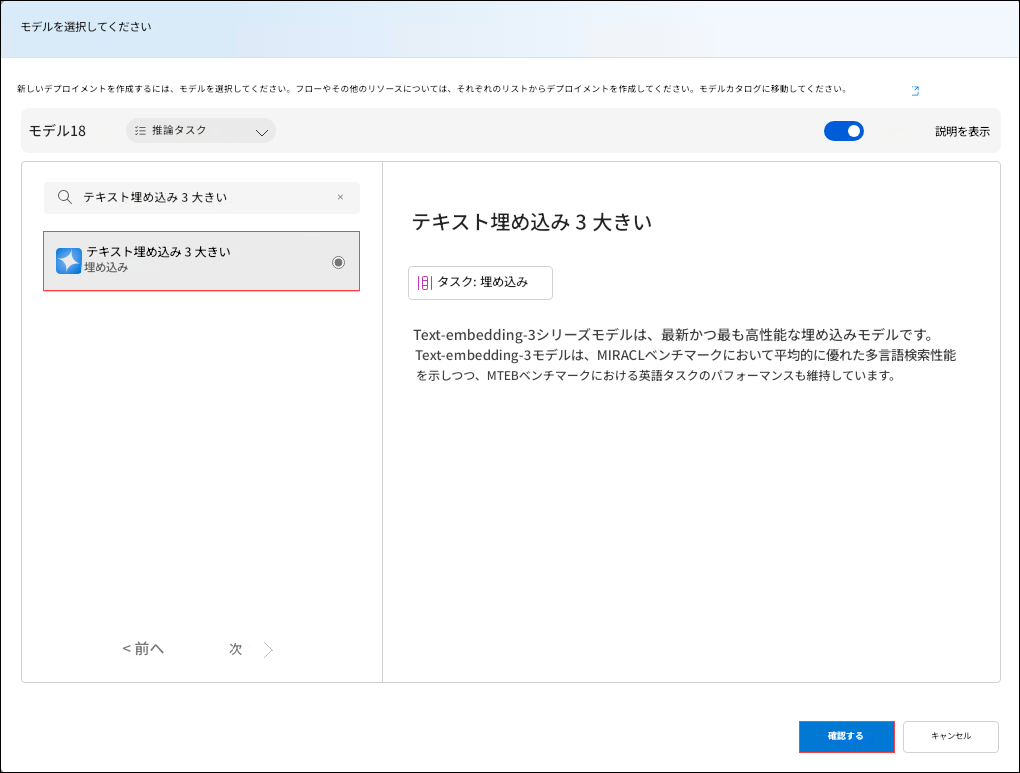 モデルを選択してください
新しいデプロイメントを作成するには、モデルを選択してください。フローやその他のリソースについては、それぞれのリストからデプロイメントを作成してください。モデルカタログに移動してください。
モデル18
推論タスク
説明を表示
テキスト埋め込み 3 大きい
テキスト埋め込み 3 大きい
埋め込み
< 前へ
次
テキスト埋め込み 3 大きい
タスク: 埋め込み
Text-embedding-3シリーズモデルは、最新かつ最も高性能な埋め込みモデルです。
Text-embedding-3モデルは、MIRACLベンチマークにおいて平均的に優れた多言語検索性能
を示しつつ、MTEBベンチマークにおける英語タスクのパフォーマンスも維持しています。
確認する
キャンセル